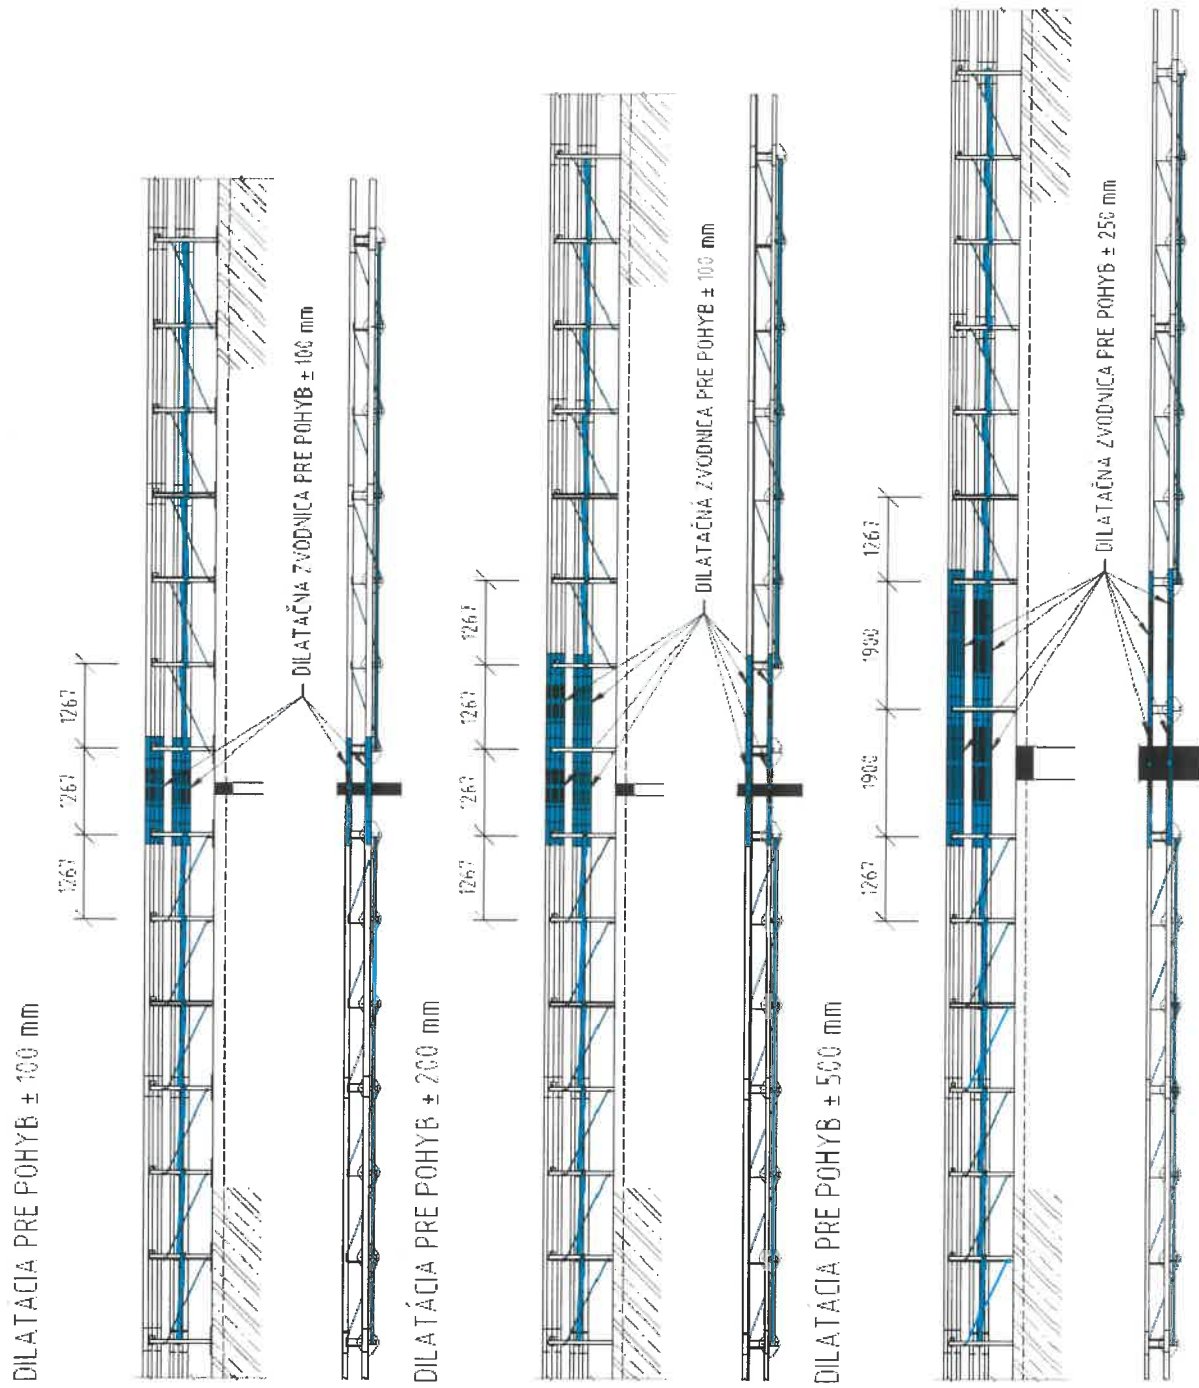 DILATÁCIA PRE POHYB ± 100 mm
1267
1267
1267
DILATAČNÁ ZVODNICA PRE POHYB ± 100 mm
DILATÁCIA PRE POHYB ± 200 mm
1267
1267
1267
1267
DILATAČNÁ ZVODNICA PRE POHYB ± 100 mm
DILATÁCIA PRE POHYB ± 500 mm
1267
1900
1900
1267
DILATAČNÁ ZVODNICA PRE POHYB ± 250 mm